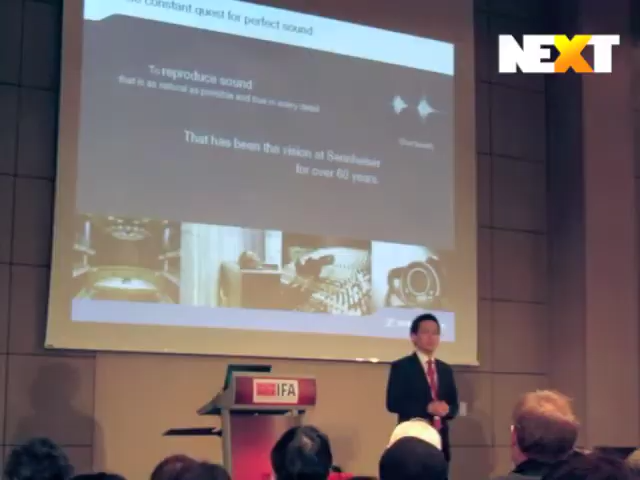 constant quest for perfect sound
To reproduce sound
that is as natural as possible and true in every detail
That has been the vision at Sennheiser
for over 60 years.
NEXT
IFA